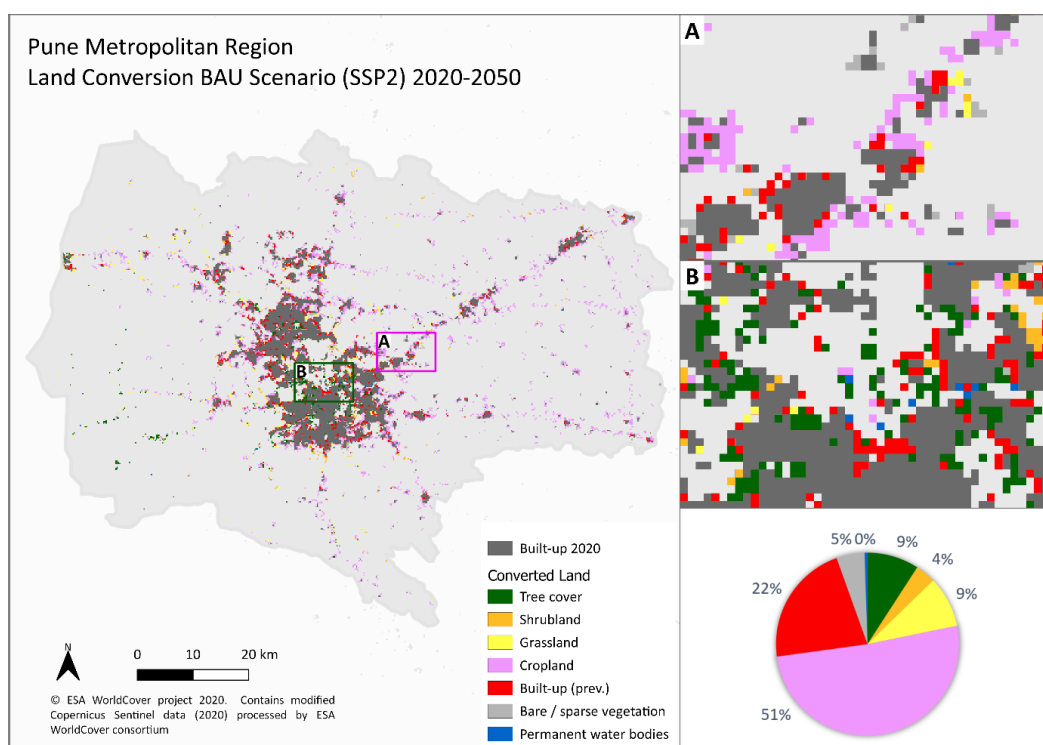 Pune Metropolitan Region
Land Conversion BAU Scenario (SSP2) 2020-2050
A
B
Built-up 2020
Converted Land
Tree cover
Shrubland
Grassland
Cropland
Built-up (prev.)
Bare / sparse vegetation
Permanent water bodies
N
0 10 20 km
© ESA WorldCover project 2020. Contains modified
Copernicus Sentinel data (2020) processed by ESA
WorldCover consortium
A
B
5% 0% 9%
4%
9%
22%
51%